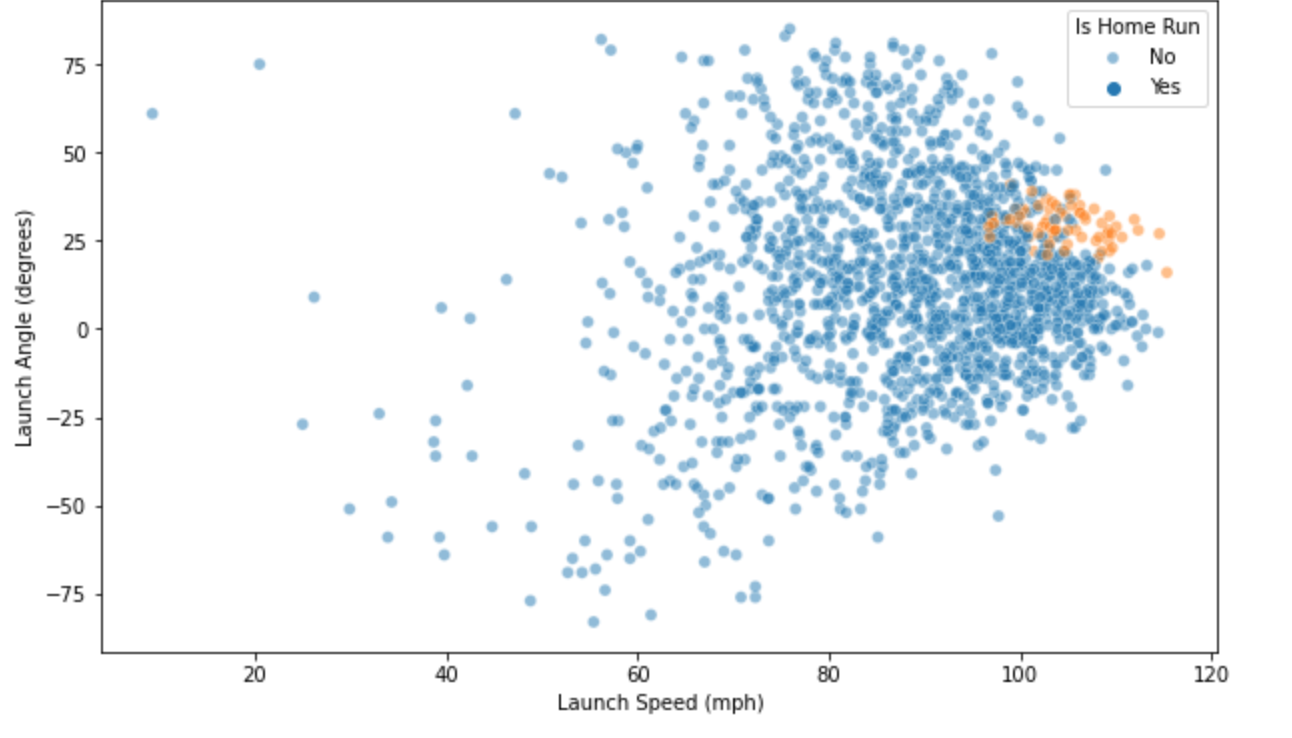 Is Home Run
No
Yes
75
50
25
0
−25
−50
−75
Launch Angle (degrees)
20
40
60
80
100
120
Launch Speed (mph)